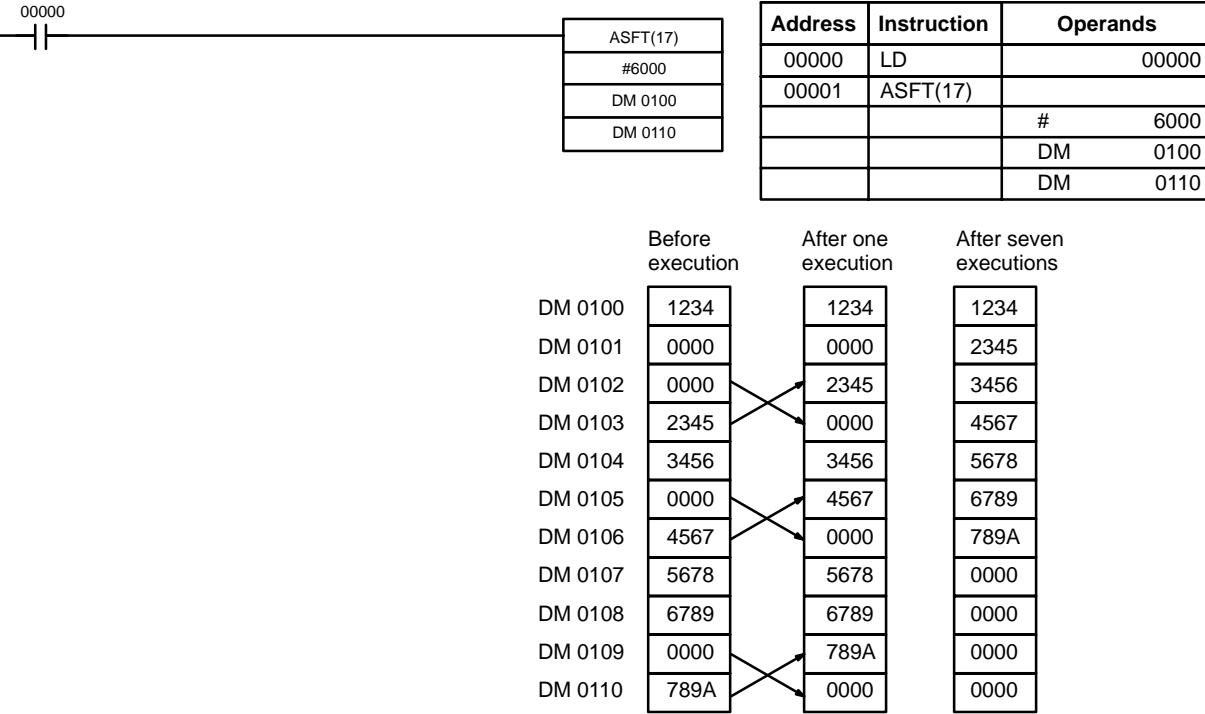 00000
ASFT(17)
#6000
DM 0100
DM 0110
Address Instruction Operands
00000 LD 00000
00001 ASFT(17)
# 6000
DM 0100
DM 0110
Before execution After one execution After seven executions
DM 0100 1234 1234 1234
DM 0101 0000 0000 2345
DM 0102 0000 2345 3456
DM 0103 2345 0000 4567
DM 0104 3456 3456 5678
DM 0105 0000 4567 6789
DM 0106 4567 0000 789A
DM 0107 5678 5678 0000
DM 0108 6789 6789 0000
DM 0109 0000 789A 0000
DM 0110 789A 0000 0000